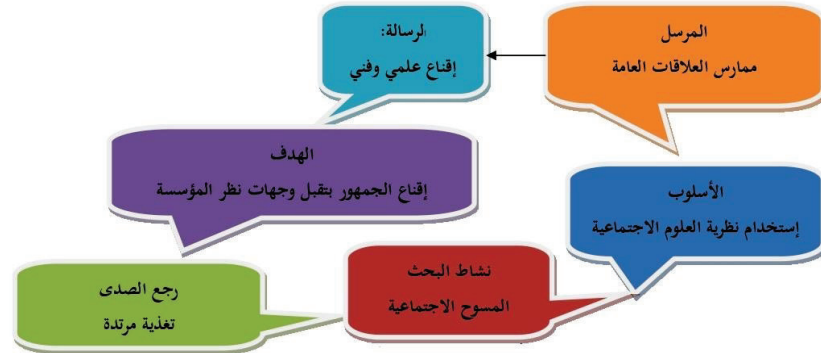 المرسل
ممارس العلاقات العامة
الرسالة:
إقناع علمي وفني
الهدف
إقناع الجمهور بتقبل وجهات نظر المؤسسة
الأسلوب
إستخدام نظرية العلوم الاجتماعية
نشاط البحث
المسوح الاجتماعية
رجع الصدى
تغذية مرتدة